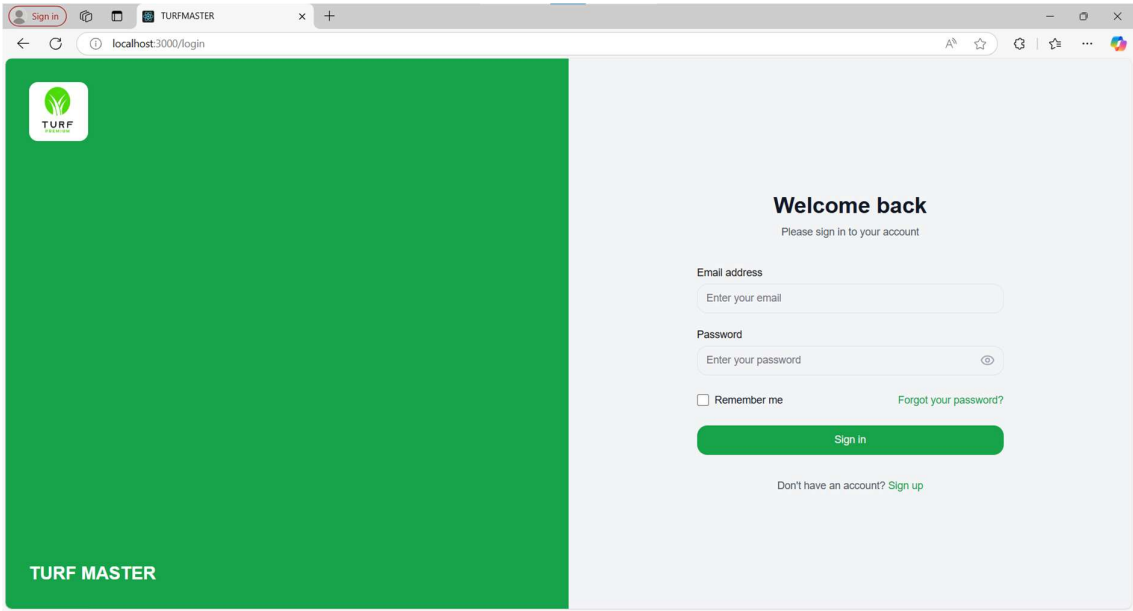 Sign in
TURFMASTER
localhost:3000/login
TURF
PREMIUM
TURF MASTER
Welcome back
Please sign in to your account
Email address
Enter your email
Password
Enter your password
Remember me
Forgot your password?
Sign in
Don't have an account? Sign up